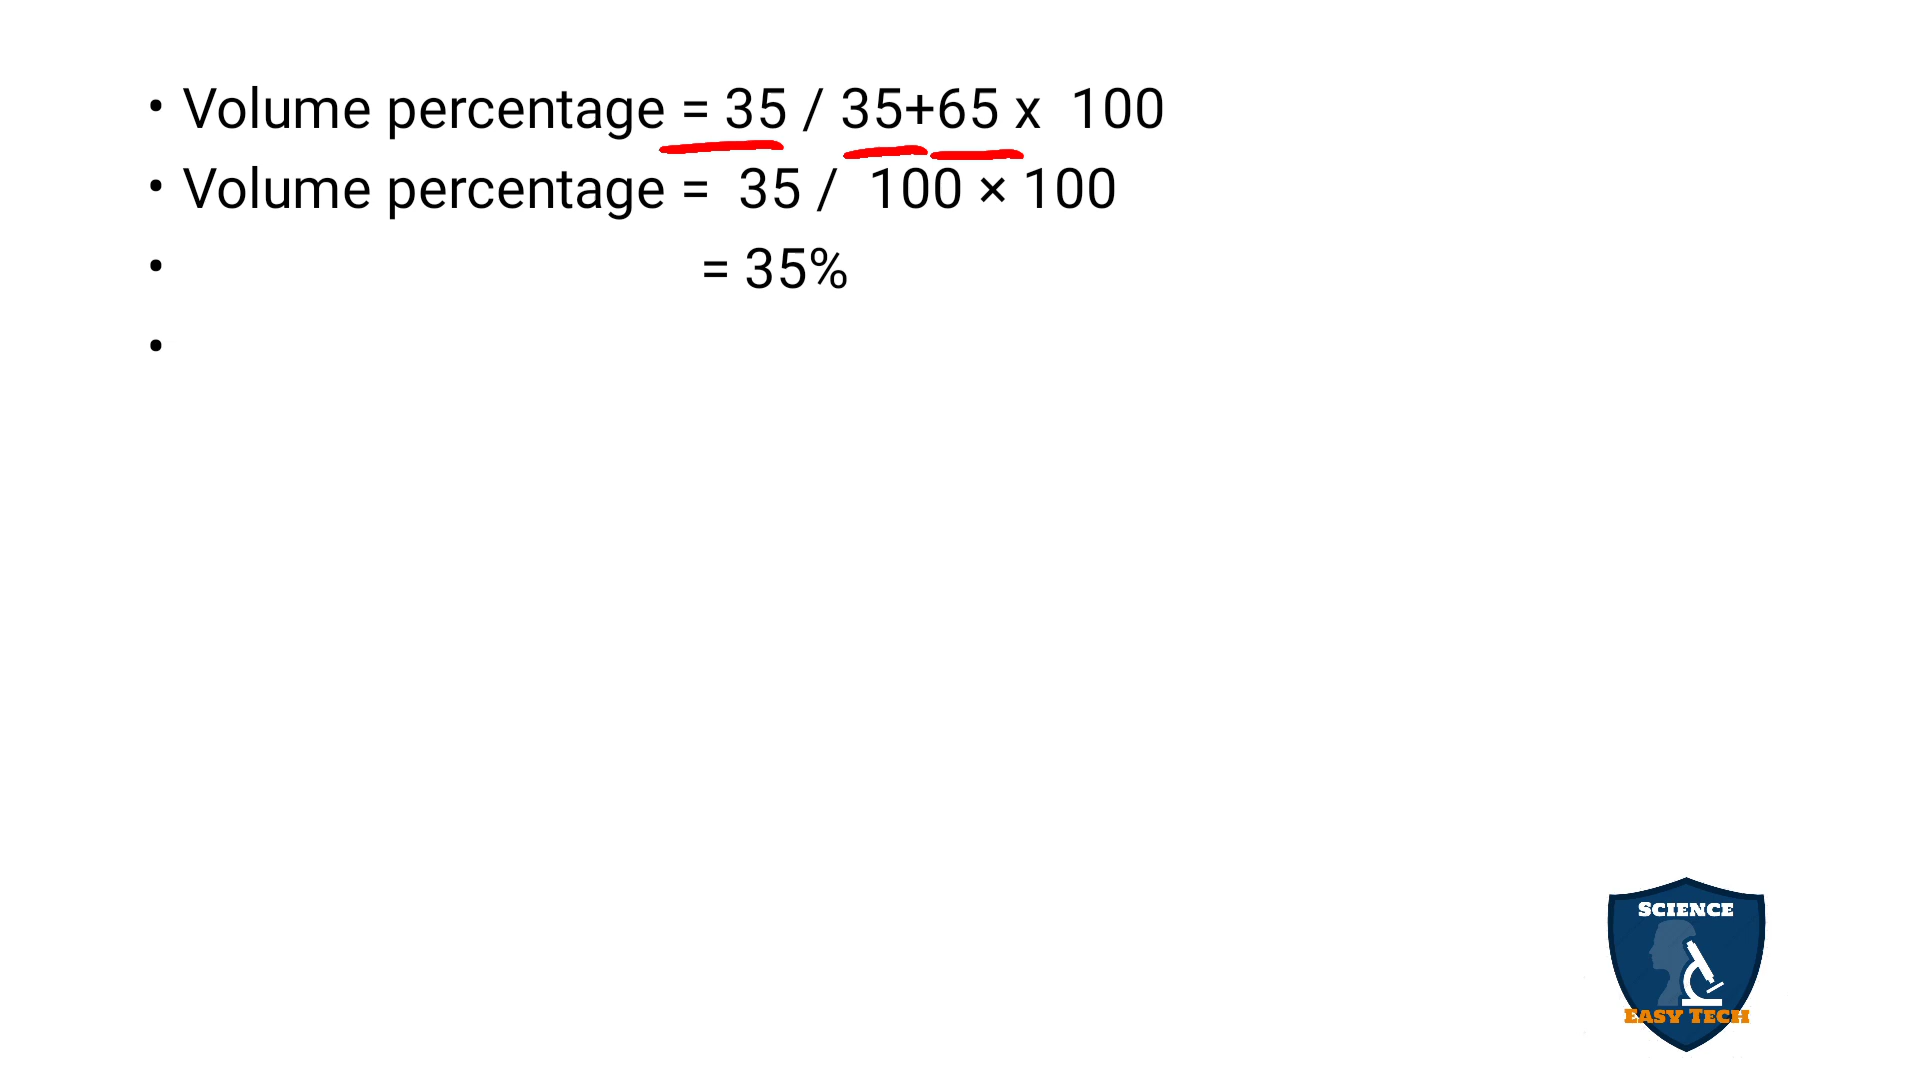 • Volume percentage = 35 / 35+65 x 100
• Volume percentage = 35 / 100 × 100
• = 35%
•
SCIENCE
EASY TECH